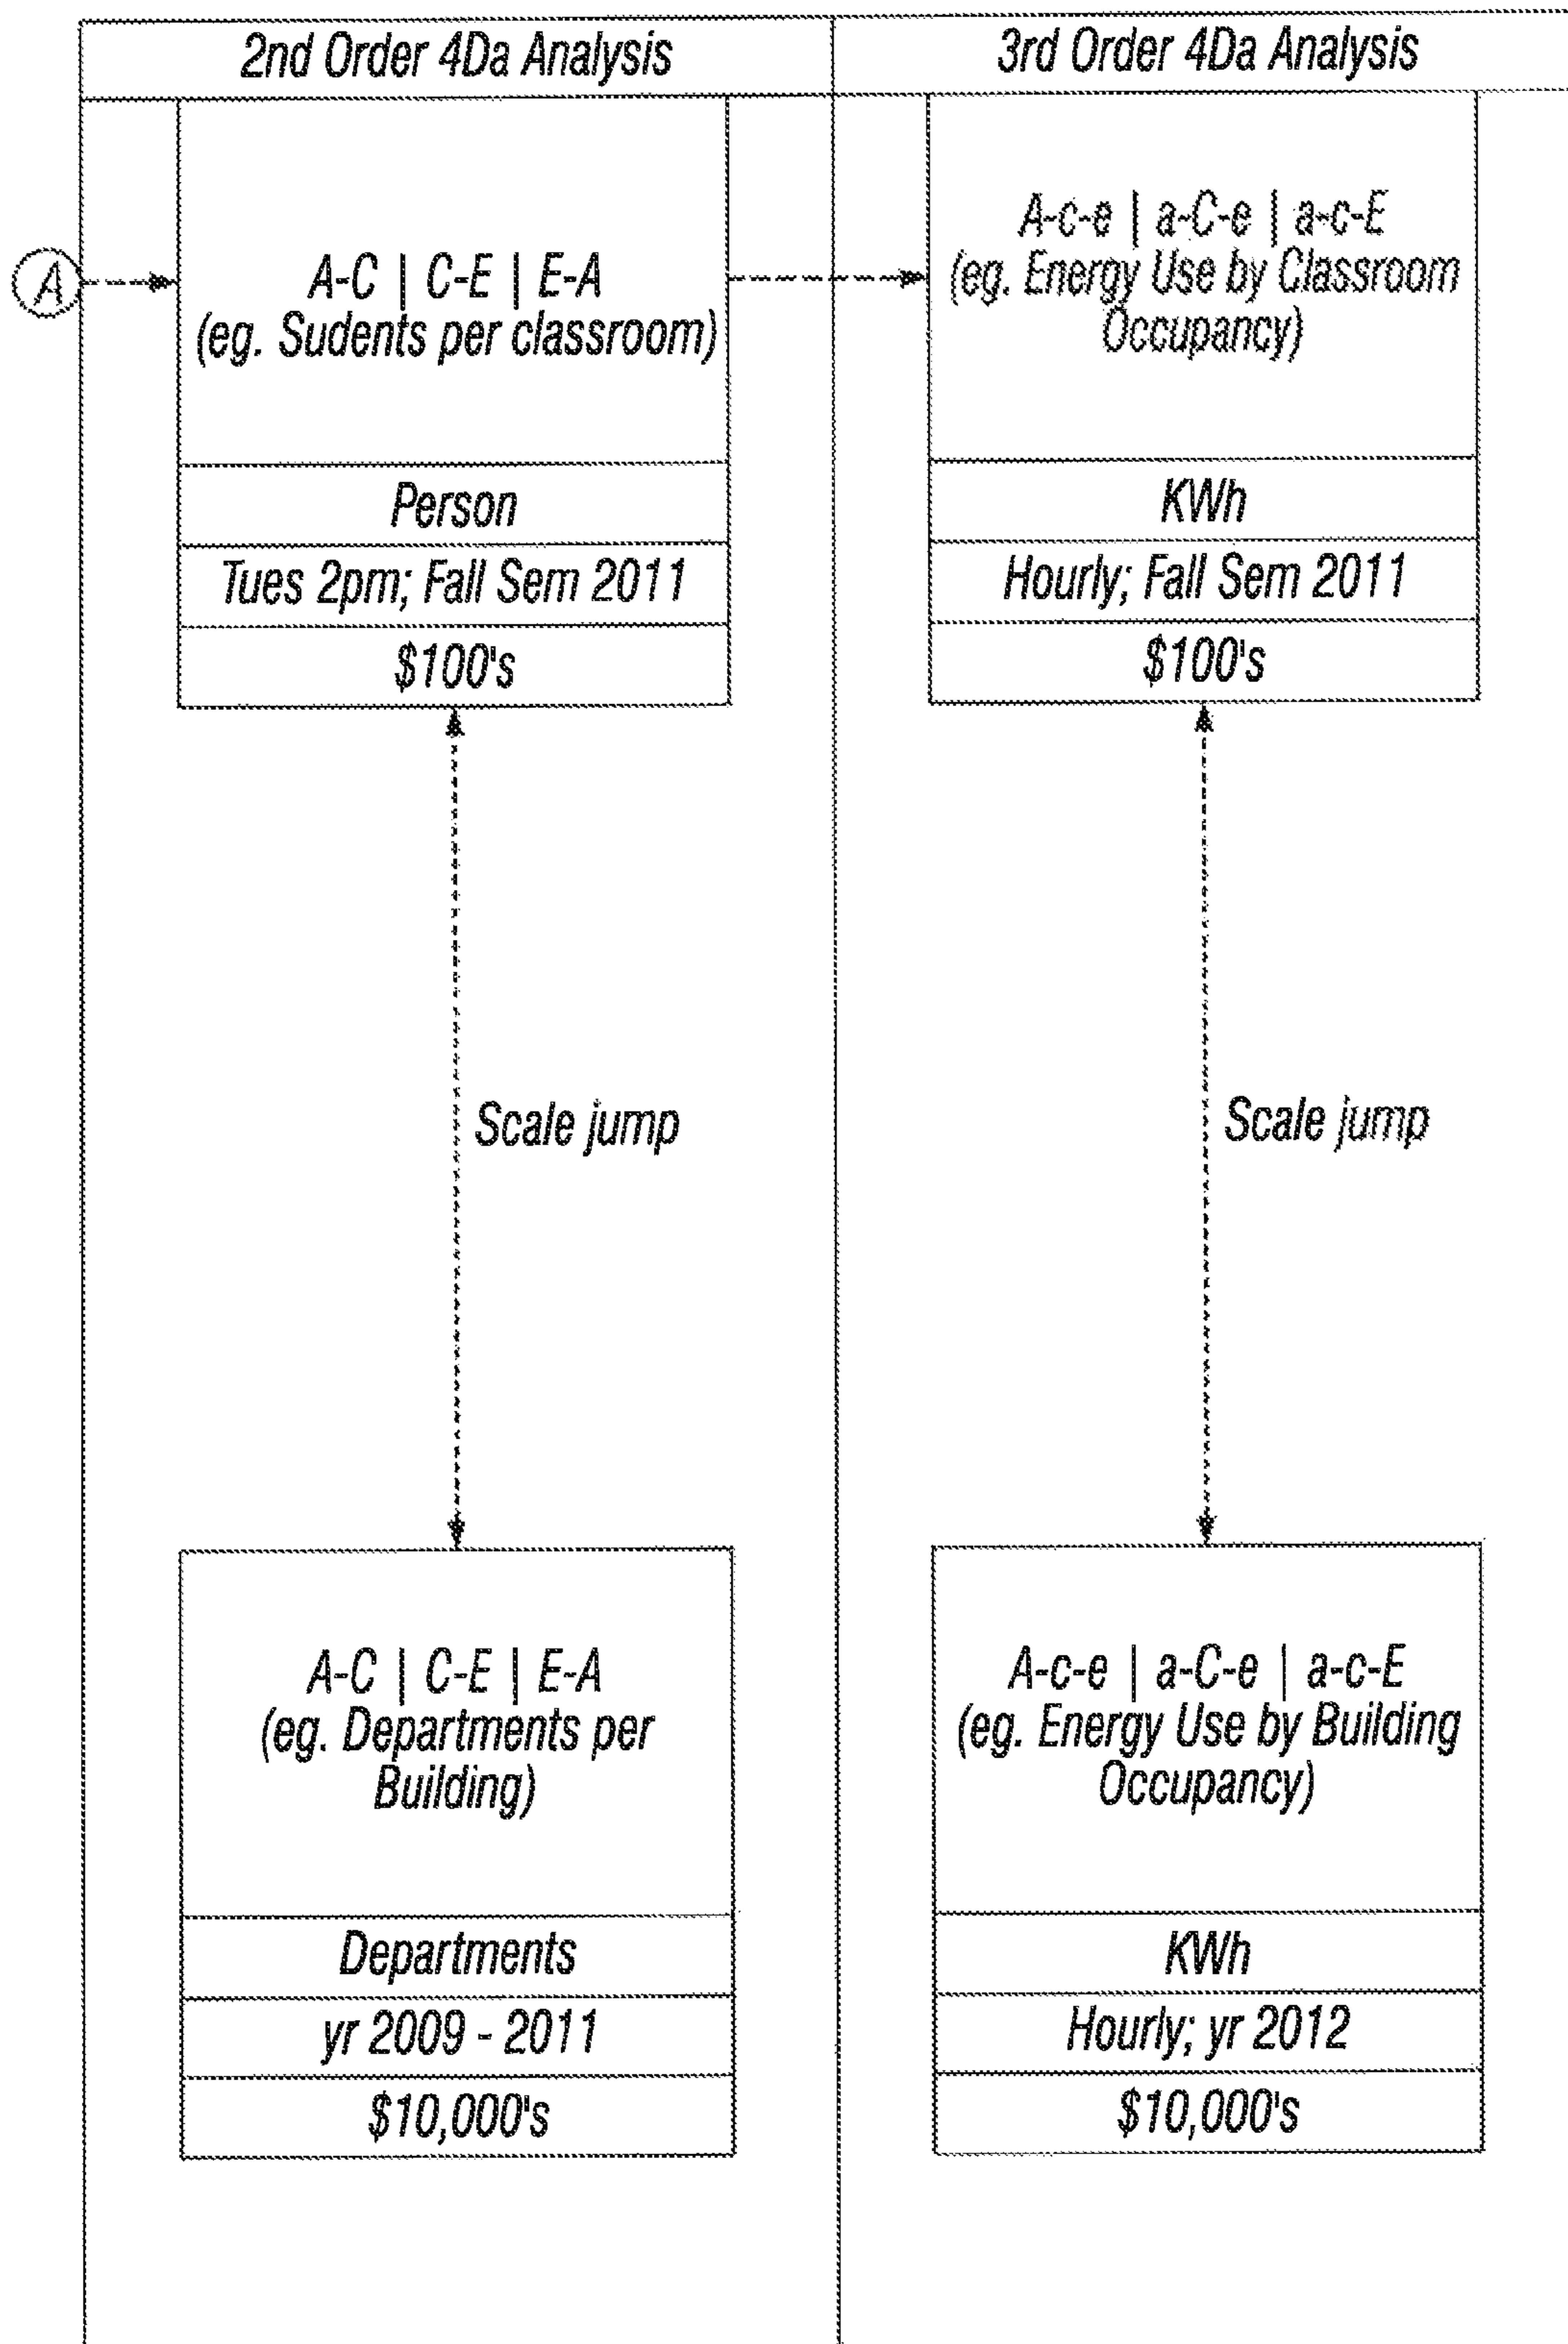 2nd Order 4Da Analysis
3rd Order 4Da Analysis
A
A-C | C-E | E-A
(eg. Sudents per classroom)
Person
Tues 2pm; Fall Sem 2011
$100's
A-c-e | a-C-e | a-c-E
(eg. Energy Use by Classroom
Occupancy)
KWh
Hourly; Fall Sem 2011
$100's
Scale jump
Scale jump
A-C | C-E | E-A
(eg. Departments per
Building)
Departments
yr 2009 - 2011
$10,000's
A-c-e | a-C-e | a-c-E
(eg. Energy Use by Building
Occupancy)
KWh
Hourly; yr 2012
$10,000's